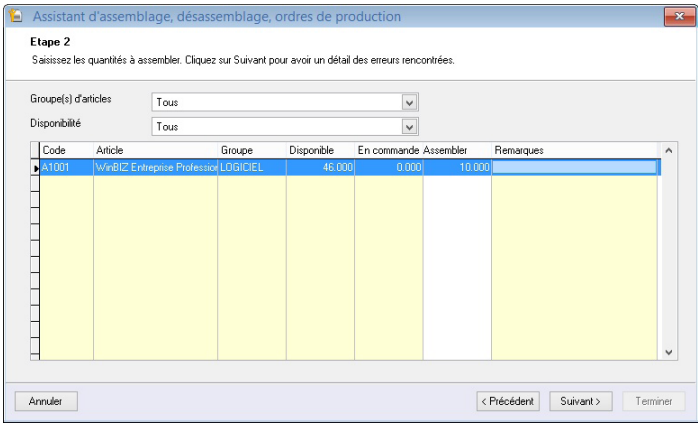 Assistant d'assemblage, désassemblage, ordres de production
Etape 2
Saisissez les quantités à assembler. Cliquez sur Suivant pour avoir un détail des erreurs rencontrées.
Groupe(s) d'articles Tous
Disponibilité Tous
Code Article Groupe Disponible En commande Assembler Remarques
A1001 WinBIZ Entreprise Profession LOGICIEL 46.000 0.000 10.000
Annuler < Précédent Suivant > Terminer